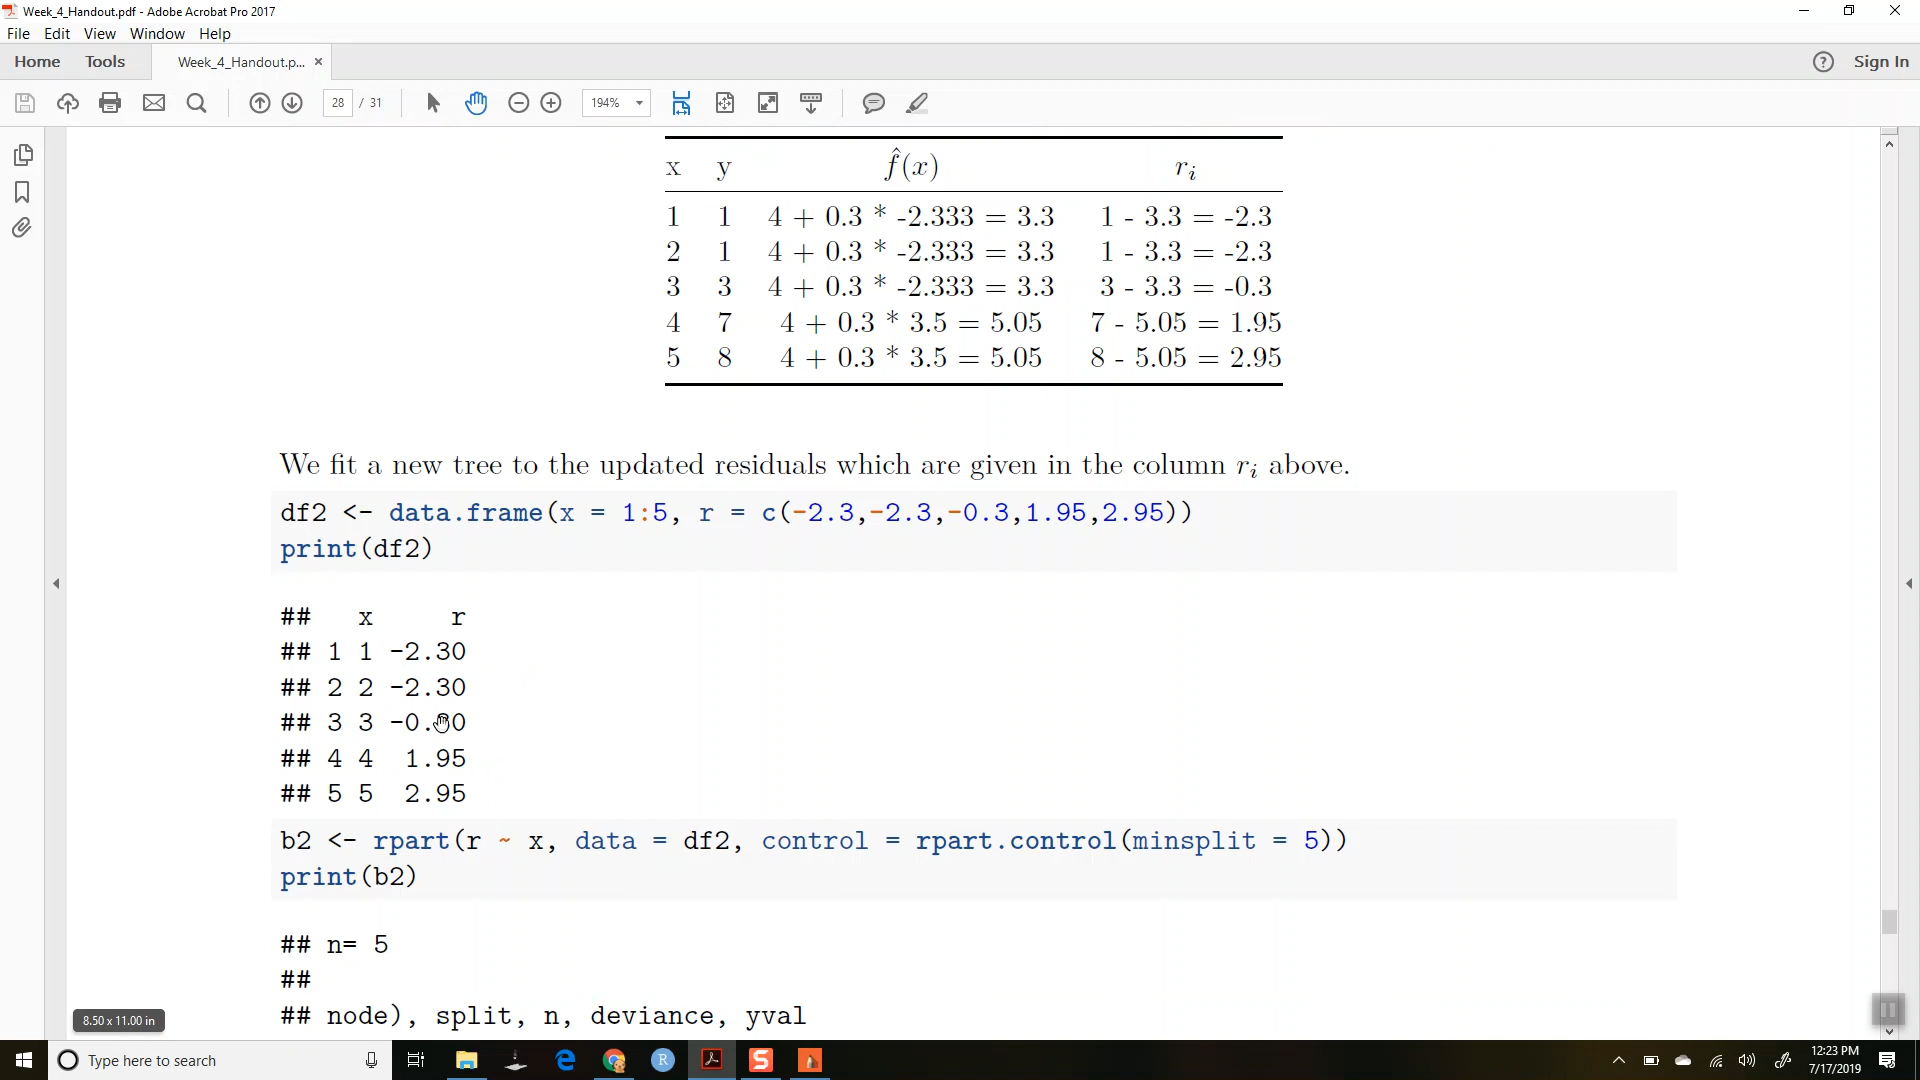 Week_4_Handout.pdf - Adobe Acrobat Pro 2017
File Edit View Window Help
Home Tools Week_4_Handout.p... × ? Sign In
28 / 31 194%
x y f̂(x) rᵢ
1 1 4 + 0.3 * -2.333 = 3.3 1 - 3.3 = -2.3
2 1 4 + 0.3 * -2.333 = 3.3 1 - 3.3 = -2.3
3 3 4 + 0.3 * -2.333 = 3.3 3 - 3.3 = -0.3
4 7 4 + 0.3 * 3.5 = 5.05 7 - 5.05 = 1.95
5 8 4 + 0.3 * 3.5 = 5.05 8 - 5.05 = 2.95
We fit a new tree to the updated residuals which are given in the column rᵢ above.
df2 <- data.frame(x = 1:5, r = c(-2.3,-2.3,-0.3,1.95,2.95))
print(df2)
## x r
## 1 1 -2.30
## 2 2 -2.30
## 3 3 -0.30
## 4 4 1.95
## 5 5 2.95
b2 <- rpart(r ~ x, data = df2, control = rpart.control(minsplit = 5))
print(b2)
## n= 5
##
## node), split, n, deviance, yval
8.50 x 11.00 in
Type here to search
12:23 PM
7/17/2019